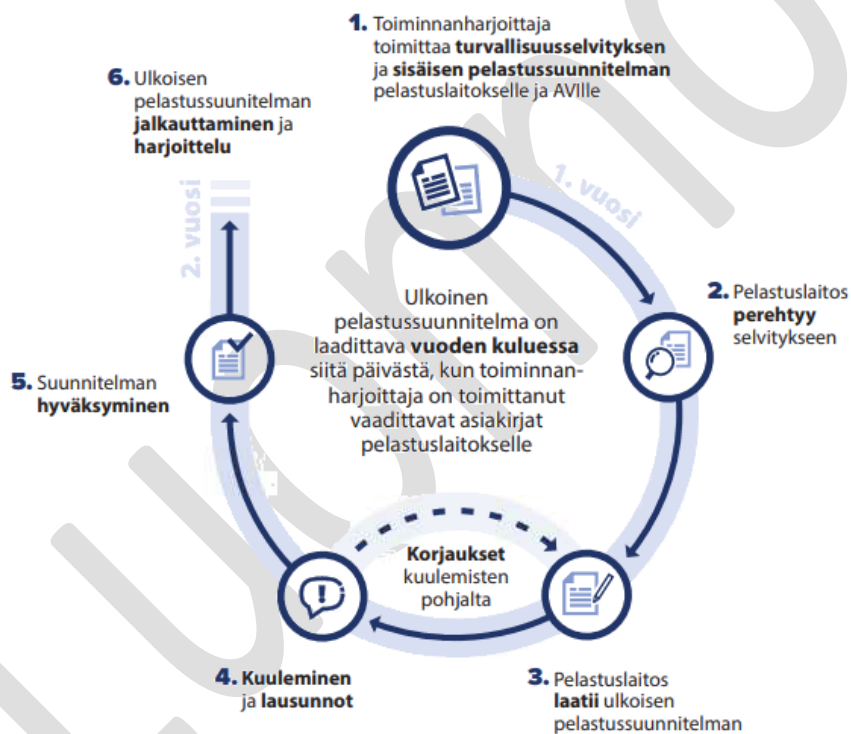 1. Toiminnanharjoittaja
toimittaa turvallisuusselvityksen
ja sisäisen pelastussuunnitelman
pelastuslaitokselle ja AVIlle
1. vuosi
2. Pelastuslaitos
perehtyy
selvitykseen
3. Pelastuslaitos
laatii ulkoisen
pelastussuunnitelman
4. Kuuleminen
ja lausunnot
Korjaukset
kuulemisten
pohjalta
5. Suunnitelman
hyväksyminen
2. vuosi
6. Ulkoisen
pelastussuunitelman
jalkauttaminen ja
harjoittelu
Ulkoinen
pelastussuunnitelma on
laadittava vuoden kuluessa
siitä päivästä, kun toiminnan-
harjoittaja on toimittanut
vaadittavat asiakirjat
pelastuslaitokselle